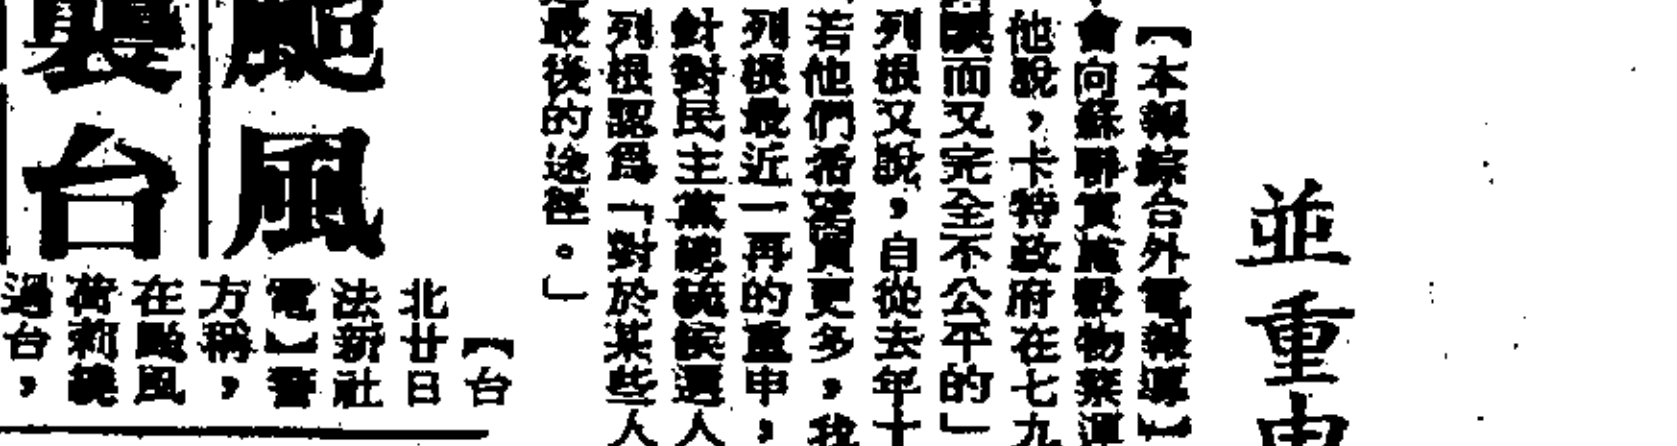 並重申
【本報綜合外電報導】
會向蘇聯實施穀物禁運
他說，卡特政府在七九
而又完全不公平的」
列根又說，自從去年十
若他們希望買更多，我
列根最近一再的重申，
針對民主黨總統候選人
列根認爲「對於某些人
最後的途徑。」
颱風
襲台
【台
北廿日
法新社
電】警
方稱，
在颱風
荷莉繞
過台，